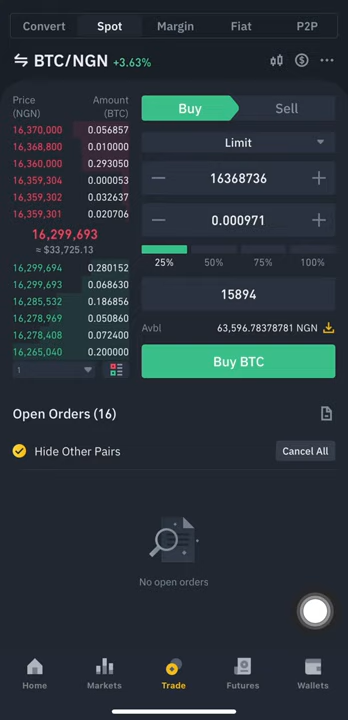 Convert Spot Margin Fiat P2P
BTC/NGN +3.63%
Price (NGN) Amount (BTC)
16,370,000 0.056857
16,368,800 0.010000
16,360,000 0.293050
16,359,304 0.000053
16,359,302 0.032637
16,359,301 0.020706
16,299,693
≈ $33,725.13
16,299,694 0.280152
16,299,693 0.068630
16,285,532 0.186856
16,278,969 0.050860
16,278,408 0.072400
16,265,040 0.200000
1
Buy Sell
Limit
— 16368736 +
— 0.000971 +
25% 50% 75% 100%
15894
Avbl 63,596.78378781 NGN
Buy BTC
Open Orders (16)
Hide Other Pairs Cancel All
No open orders
Home Markets Trade Futures Wallets